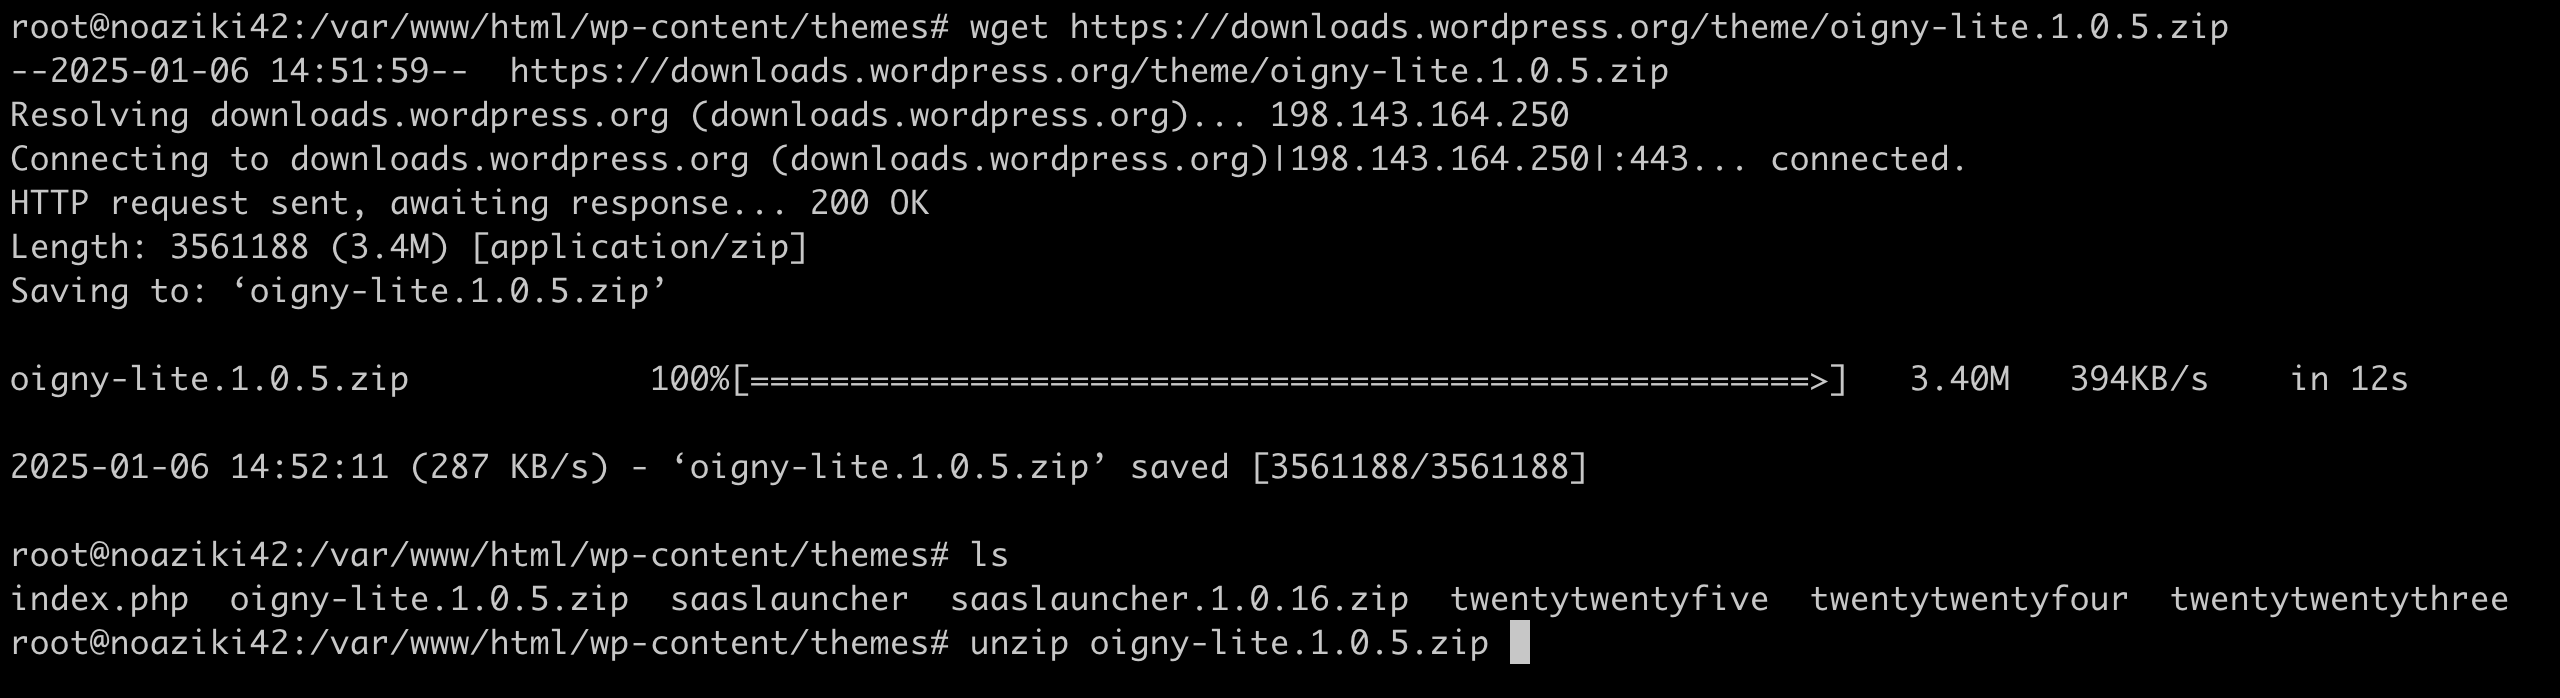 root@noaziki42:/var/www/html/wp-content/themes# wget https://downloads.wordpress.org/theme/oigny-lite.1.0.5.zip
--2025-01-06 14:51:59--  https://downloads.wordpress.org/theme/oigny-lite.1.0.5.zip
Resolving downloads.wordpress.org (downloads.wordpress.org)... 198.143.164.250
Connecting to downloads.wordpress.org (downloads.wordpress.org)|198.143.164.250|:443... connected.
HTTP request sent, awaiting response... 200 OK
Length: 3561188 (3.4M) [application/zip]
Saving to: ‘oigny-lite.1.0.5.zip’
oigny-lite.1.0.5.zip            100%[=====================================================>]   3.40M   394KB/s    in 12s
2025-01-06 14:52:11 (287 KB/s) - ‘oigny-lite.1.0.5.zip’ saved [3561188/3561188]
root@noaziki42:/var/www/html/wp-content/themes# ls
index.php  oigny-lite.1.0.5.zip  saaslauncher  saaslauncher.1.0.16.zip  twentytwentyfive  twentytwentyfour  twentytwentythree
root@noaziki42:/var/www/html/wp-content/themes# unzip oigny-lite.1.0.5.zip